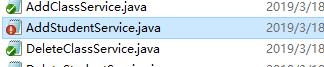 AddClassService.java 2019/3/18
AddStudentService.java 2019/3/18
DeleteClassService.java 2019/3/18